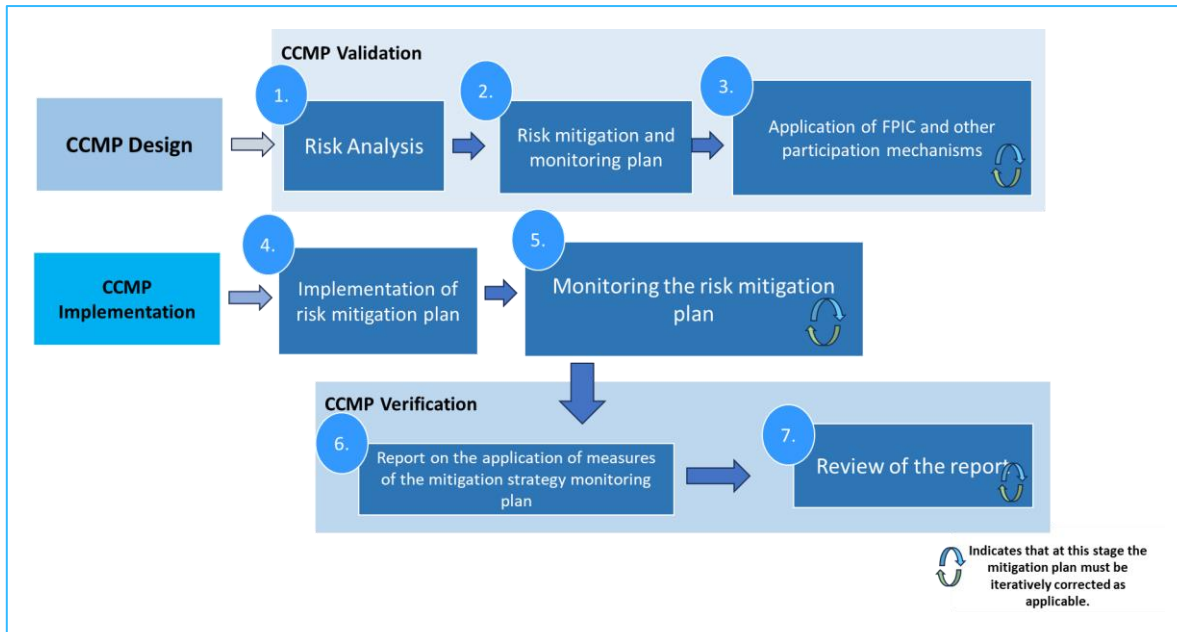 CCMP Validation
1.
2.
3.
CCMP Design
Risk Analysis
Risk mitigation and
monitoring plan
Application of FPIC and other
participation mechanisms
4.
5.
CCMP
Implementation
Implementation of
risk mitigation plan
Monitoring the risk mitigation
plan
CCMP Verification
6.
7.
Report on the application of measures
of the mitigation strategy monitoring
plan
Review of the report
Indicates that at this stage the
mitigation plan must be
iteratively corrected as
applicable.